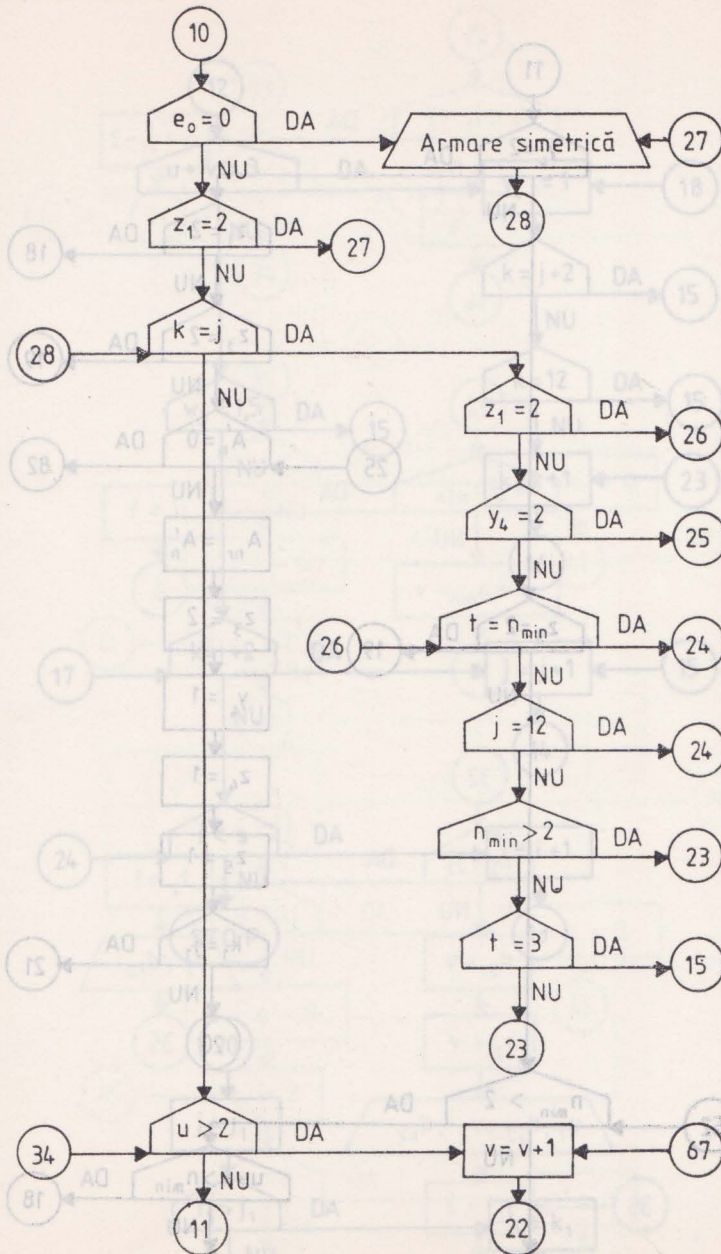 10
e₀ = 0 DA Armare simetrică 27
NU
28
z₁ = 2 DA 27
NU
28 k = j DA
NU
z₁ = 2 DA 26
NU
y₄ = 2 DA 25
NU
26 t = n min DA 24
NU
j = 12 DA 24
NU
n min > 2 DA 23
NU
t = 3 DA 15
NU
23
34 u > 2 DA v = v+1 67
NU
11 22